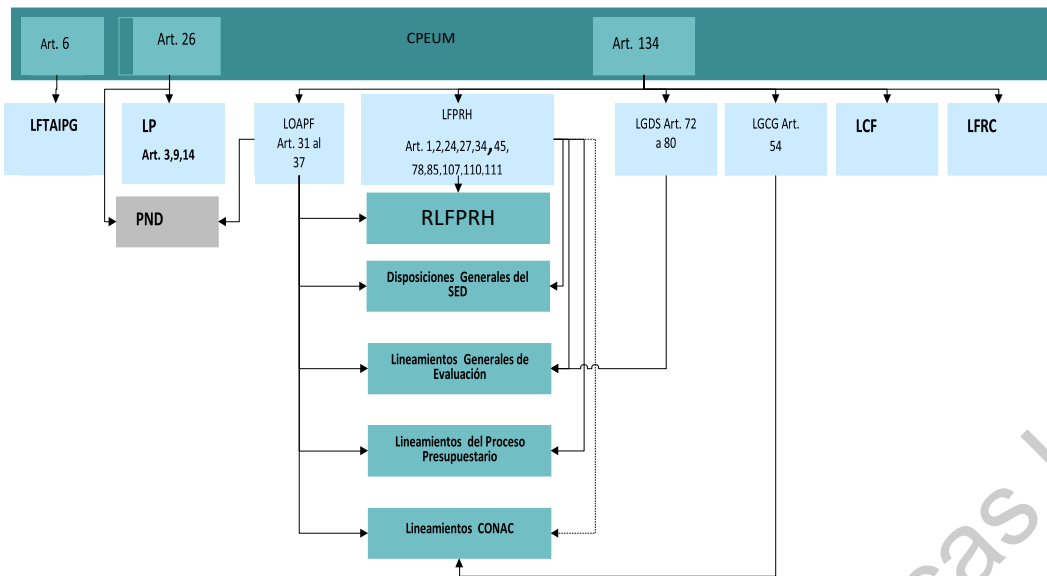 CPEUM
Art. 6
Art. 26
Art. 134
LFTAIPG
LP
Art. 3,9,14
LOAPF
Art. 31 al
37
LFPRH
Art. 1,2,24,27,34,45,
78,85,107,110,111
LGDS Art. 72
a 80
LGCG Art.
54
LCF
LFRC
PND
RLFPRH
Disposiciones Generales del
SED
Lineamientos Generales de
Evaluación
Lineamientos del Proceso
Presupuestario
Lineamientos CONAC
cas